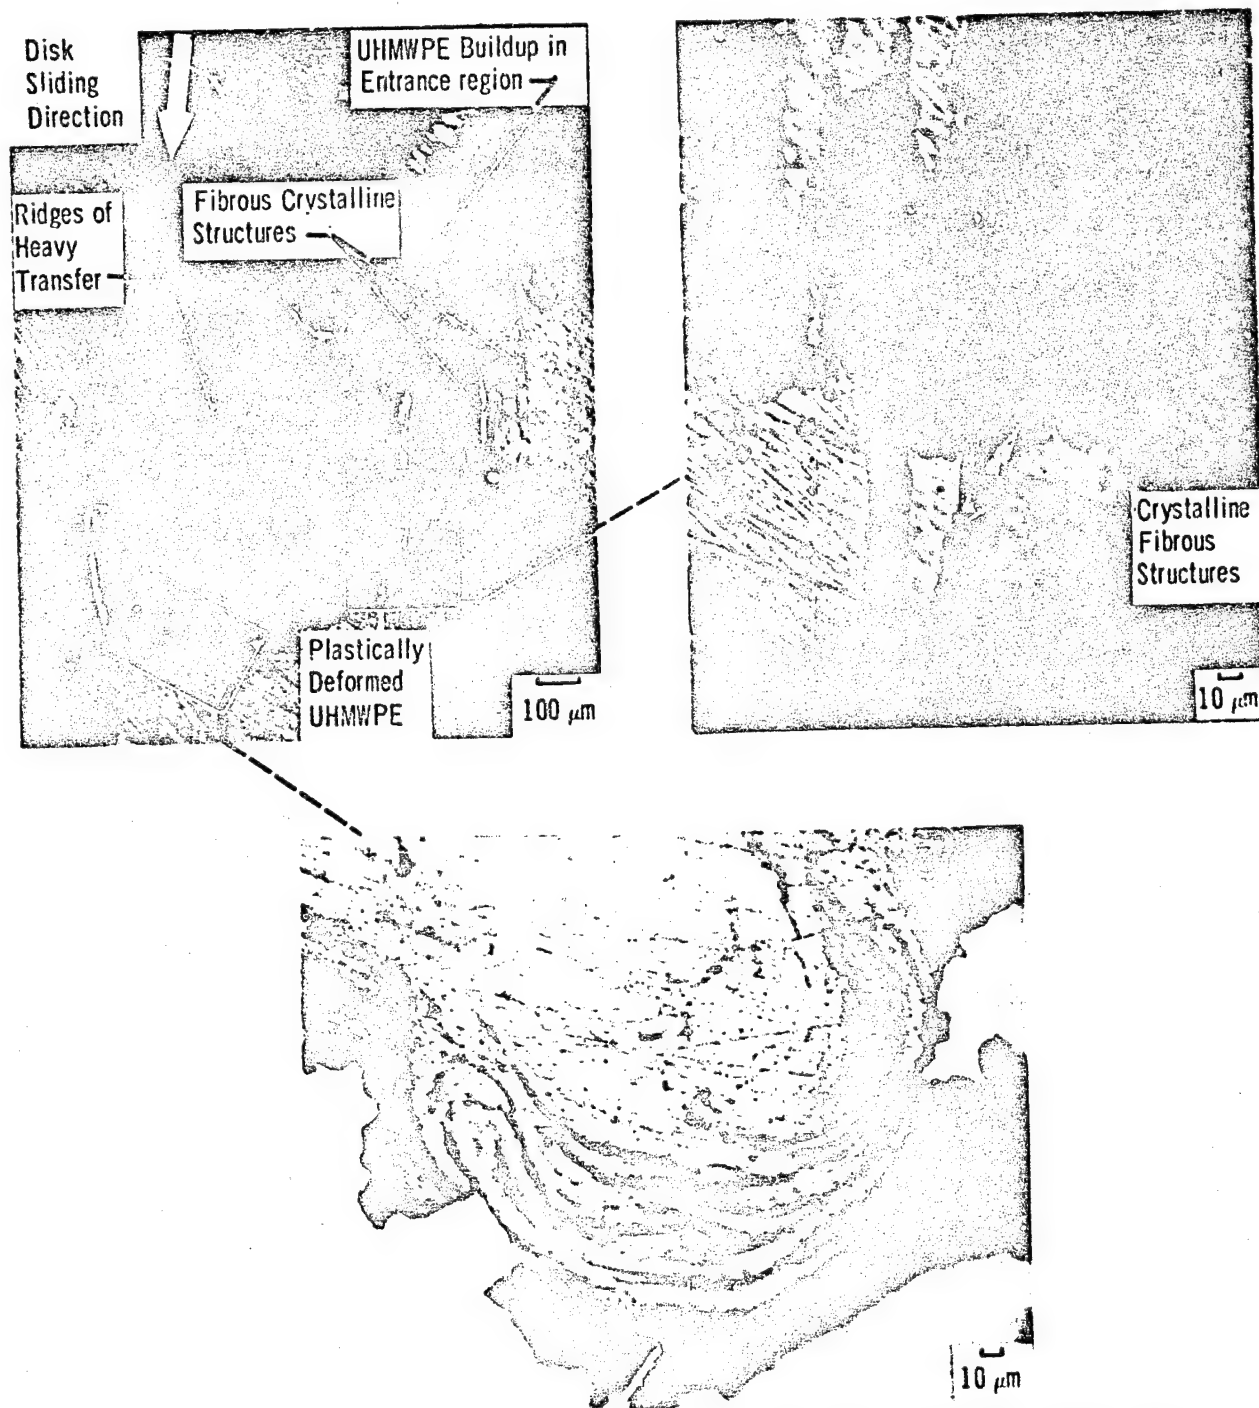 Disk
Sliding
Direction
UHMWPE Buildup in
Entrance region
Ridges of
Heavy
Transfer
Fibrous Crystalline
Structures
Plastically
Deformed
UHMWPE
100 μm
Crystalline
Fibrous
Structures
10 μm
10 μm